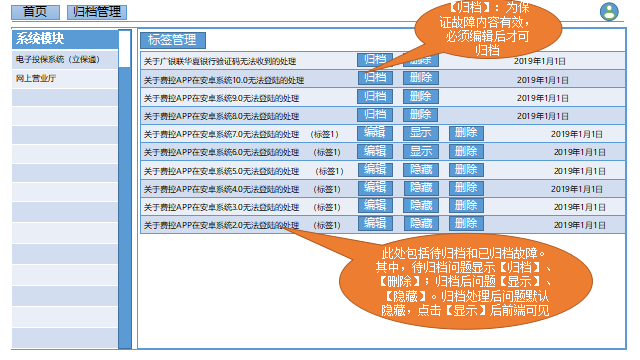 首页 归档管理
【归档】：为保
证故障内容有效，
必须编辑后才可
归档
系统模块
电子投保系统（立保通）
网上营业厅
标签管理
关于广银联华夏银行验证码无法收到的处理 归档 删除 2019年1月1日
关于费控APP在安卓系统10.0无法登陆的处理 归档 删除 2019年1月1日
关于费控APP在安卓系统9.0无法登陆的处理 归档 删除 2019年1月1日
关于费控APP在安卓系统8.0无法登陆的处理 归档 删除 2019年1月1日
关于费控APP在安卓系统7.0无法登陆的处理 （标签1） 编辑 显示 删除 2019年1月1日
关于费控APP在安卓系统6.0无法登陆的处理 （标签1） 编辑 显示 删除 2019年1月1日
关于费控APP在安卓系统5.0无法登陆的处理 （标签1） 编辑 隐藏 删除 2019年1月1日
关于费控APP在安卓系统4.0无法登陆的处理 （标签1） 编辑 隐藏 删除 2019年1月1日
关于费控APP在安卓系统3.0无法登陆的处理 （标签1） 编辑 隐藏 删除 2019年1月1日
关于费控APP在安卓系统2.0无法登陆的处理 （标签1） 编辑 隐藏 删除 2019年1月1日
此处包括待归档和已归档故障。
其中，待归档问题显示【归档】、
【删除】；归档后问题【显示】、
【隐藏】。归档处理后问题默认
隐藏，点击【显示】后前端可见